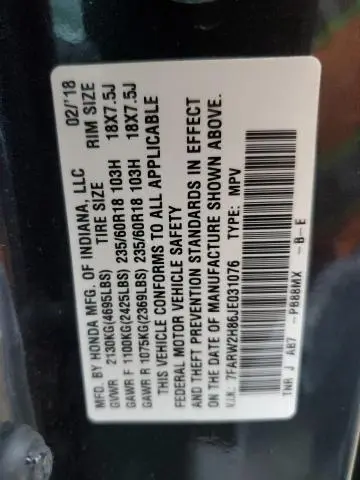 MFD. BY HONDA MFG. OF INDIANA, LLC 02/'18
TIRE SIZE RIM SIZE
GVWR 2130KG(4695LBS)
GAWR F 1100KG(2425LBS) 235/60R18 103H 18X7.5J
GAWR R 1075KG(2369LBS) 235/60R18 103H 18X7.5J
THIS VEHICLE CONFORMS TO ALL APPLICABLE
FEDERAL MOTOR VEHICLE SAFETY
AND THEFT PREVENTION STANDARDS IN EFFECT
ON THE DATE OF MANUFACTURE SHOWN ABOVE.
V.I.N. 7FARW2H86JE031076 TYPE: MPV
TNR J AB7 -PB88MX -B-E